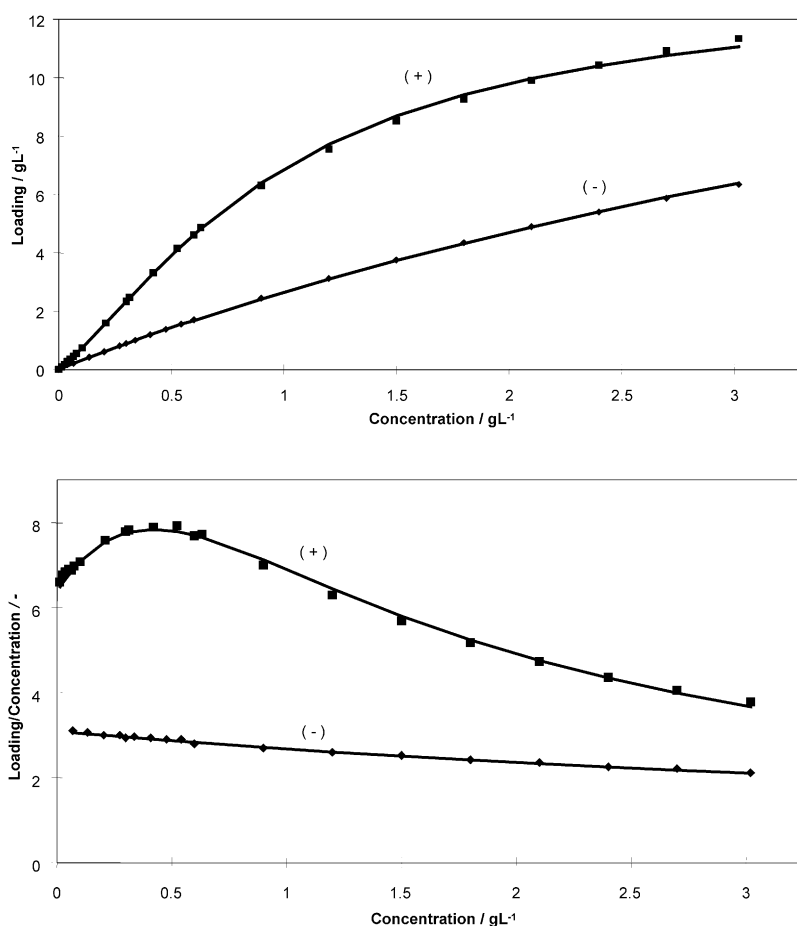 12
10
8
6
4
2
0
Loading / gL-1
( + )
( - )
0 0.5 1 1.5 2 2.5 3
Concentration / gL-1
8
6
4
2
0
Loading/Concentration / -
( + )
( - )
0 0.5 1 1.5 2 2.5 3
Concentration / gL-1